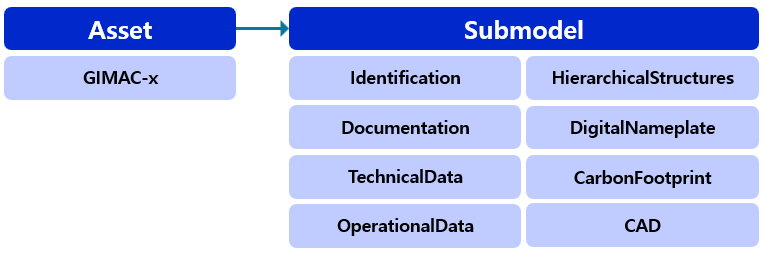 Asset
Submodel
GIMAC-x
Identification
HierarchicalStructures
Documentation
DigitalNameplate
TechnicalData
CarbonFootprint
OperationalData
CAD